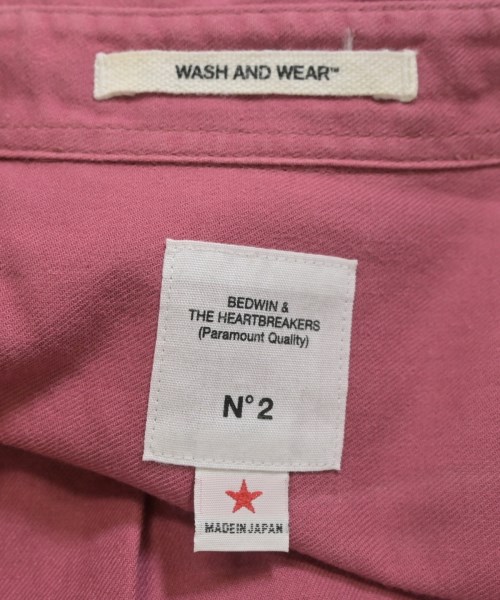 WASH AND WEAR™
BEDWIN &
THE HEARTBREAKERS
(Paramount Quality)
N° 2
MADE IN JAPAN